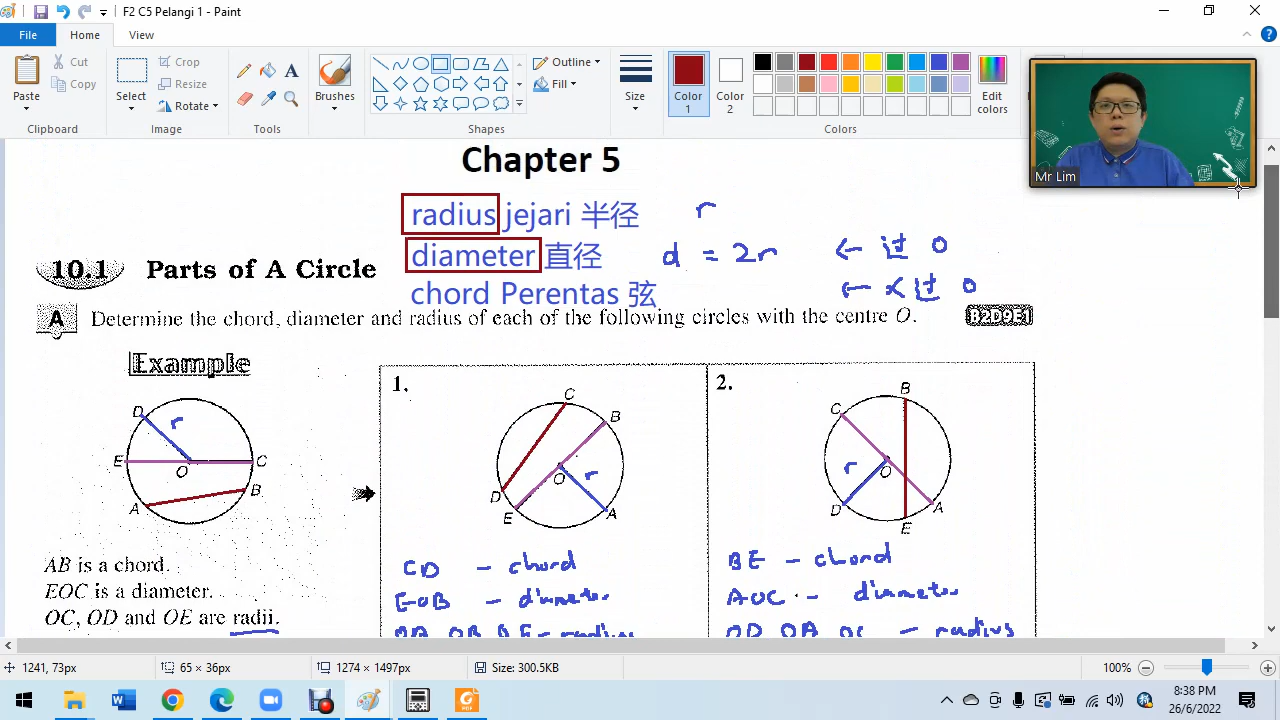 F2 C5 Pelangi 1 - Paint
File Home View
Paste
Cut
Copy
Clipboard
Select
Crop
Resize
Rotate
Image
A
Tools
Brushes
Outline
Fill
Shapes
Size
Color 1
Color 2
Edit colors
Colors
Mr Lim
Chapter 5
radius jejari 半径 r
diameter 直径 d = 2r ← 过 O
chord Perentas 弦 ← ×过 O
10.1 Parts of A Circle
A Determine the chord, diameter and radius of each of the following circles with the centre O. B2D9E1
Example
D
r
E
O
C
A
B
AB is a chord.
EOC is a diameter.
OC, OD and OE are radii.
1.
C
B
O
r
D
E
A
CD - chord
EOB - diameter
OA OB OE - radius
2.
B
C
r
O
D
A
E
BE - chord
AOC - diameter
OD OA OC - radius
1241, 73px
65 × 36px
1274 × 1497px
Size: 300.5KB
100%
8:38 PM
26/6/2022